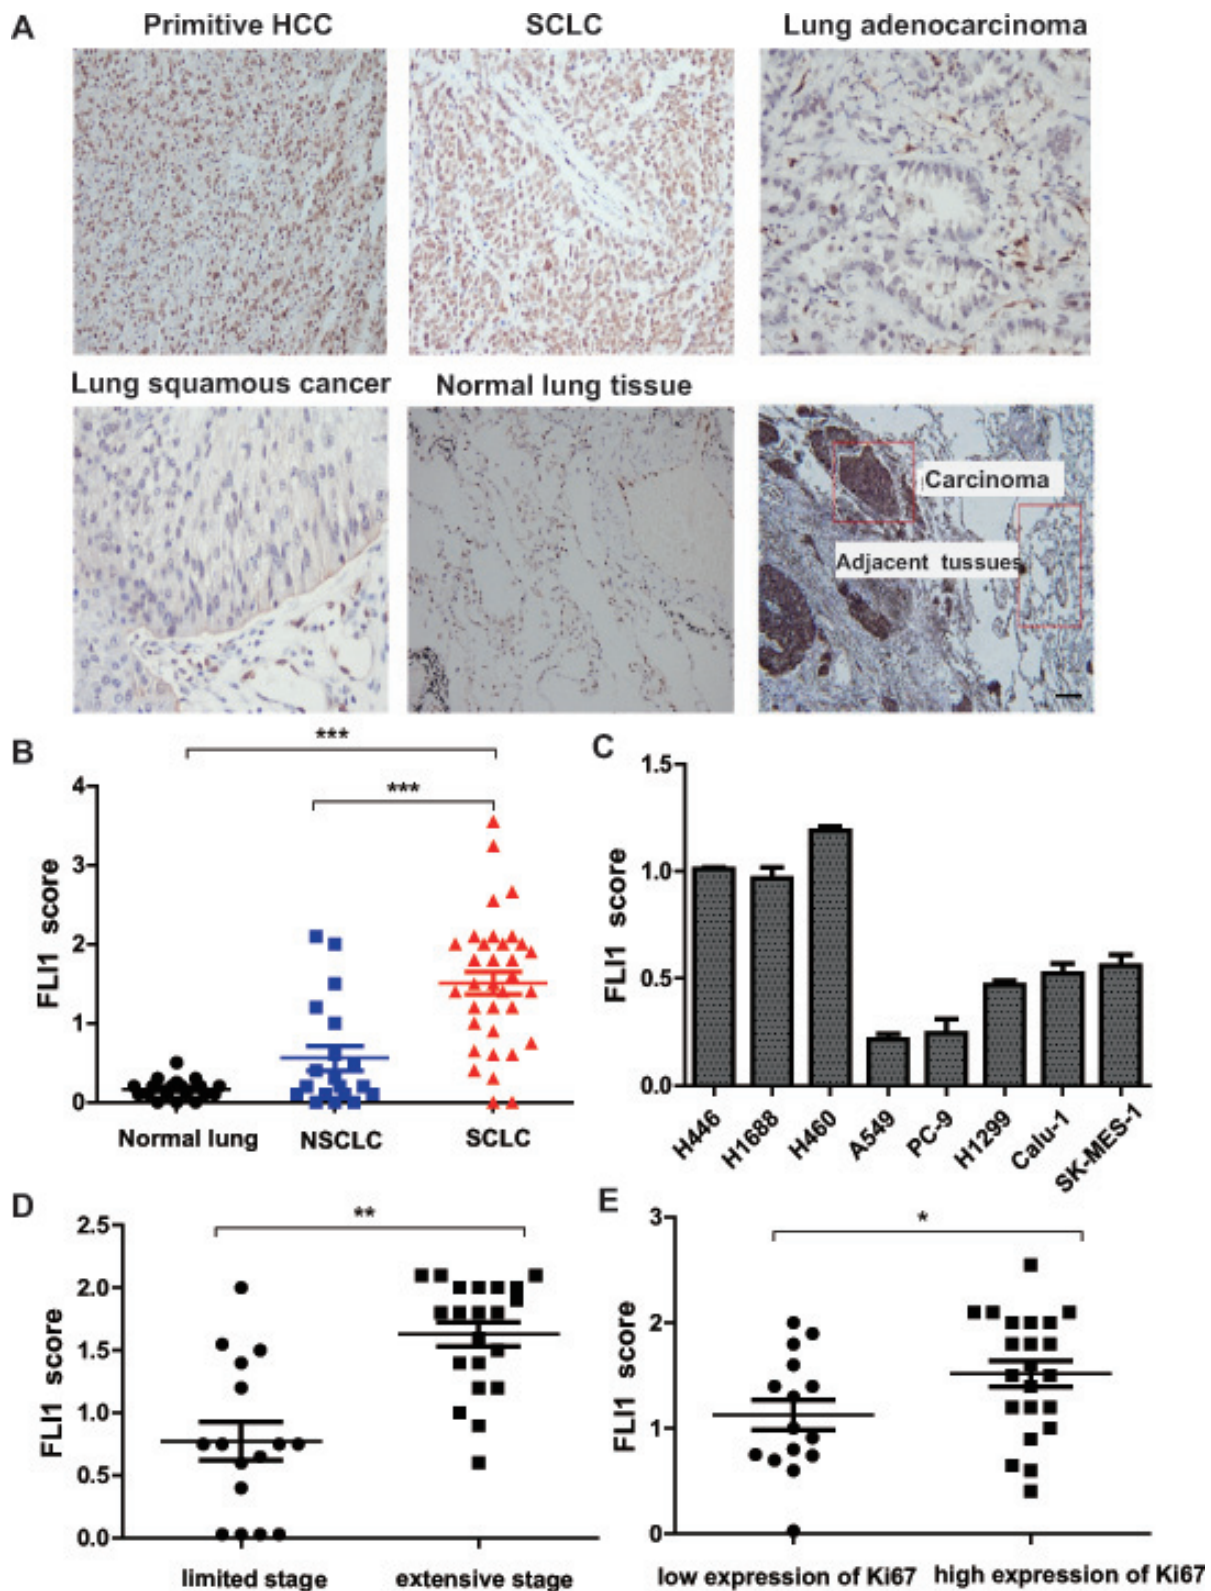 A
Primitive HCC
SCLC
Lung adenocarcinoma
Lung squamous cancer
Normal lung tissue
Carcinoma
Adjacent tussues
B
***
***
FLI1 score
4
3
2
1
0
Normal lung
NSCLC
SCLC
C
FLI1 score
1.5
1.0
0.5
0.0
H446
H1688
H460
A549
PC-9
H1299
Calu-1
SK-MES-1
D
**
FLI1 score
2.5
2.0
1.5
1.0
0.5
0.0
limited stage
extensive stage
E
*
FLI1 score
3
2
1
0
low expression of Ki67
high expression of Ki67